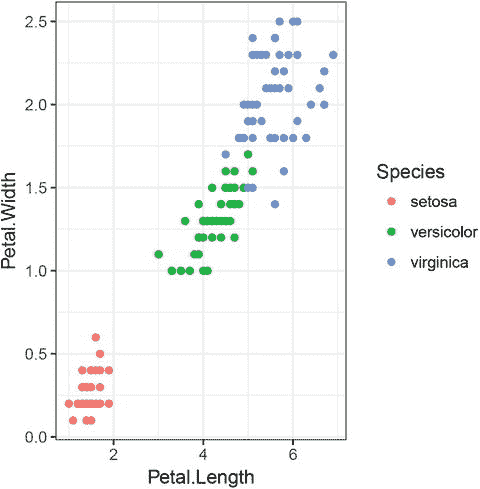 2.5
2.0
1.5
1.0
0.5
0.0
Petal.Width
2 4 6
Petal.Length
Species
setosa
versicolor
virginica